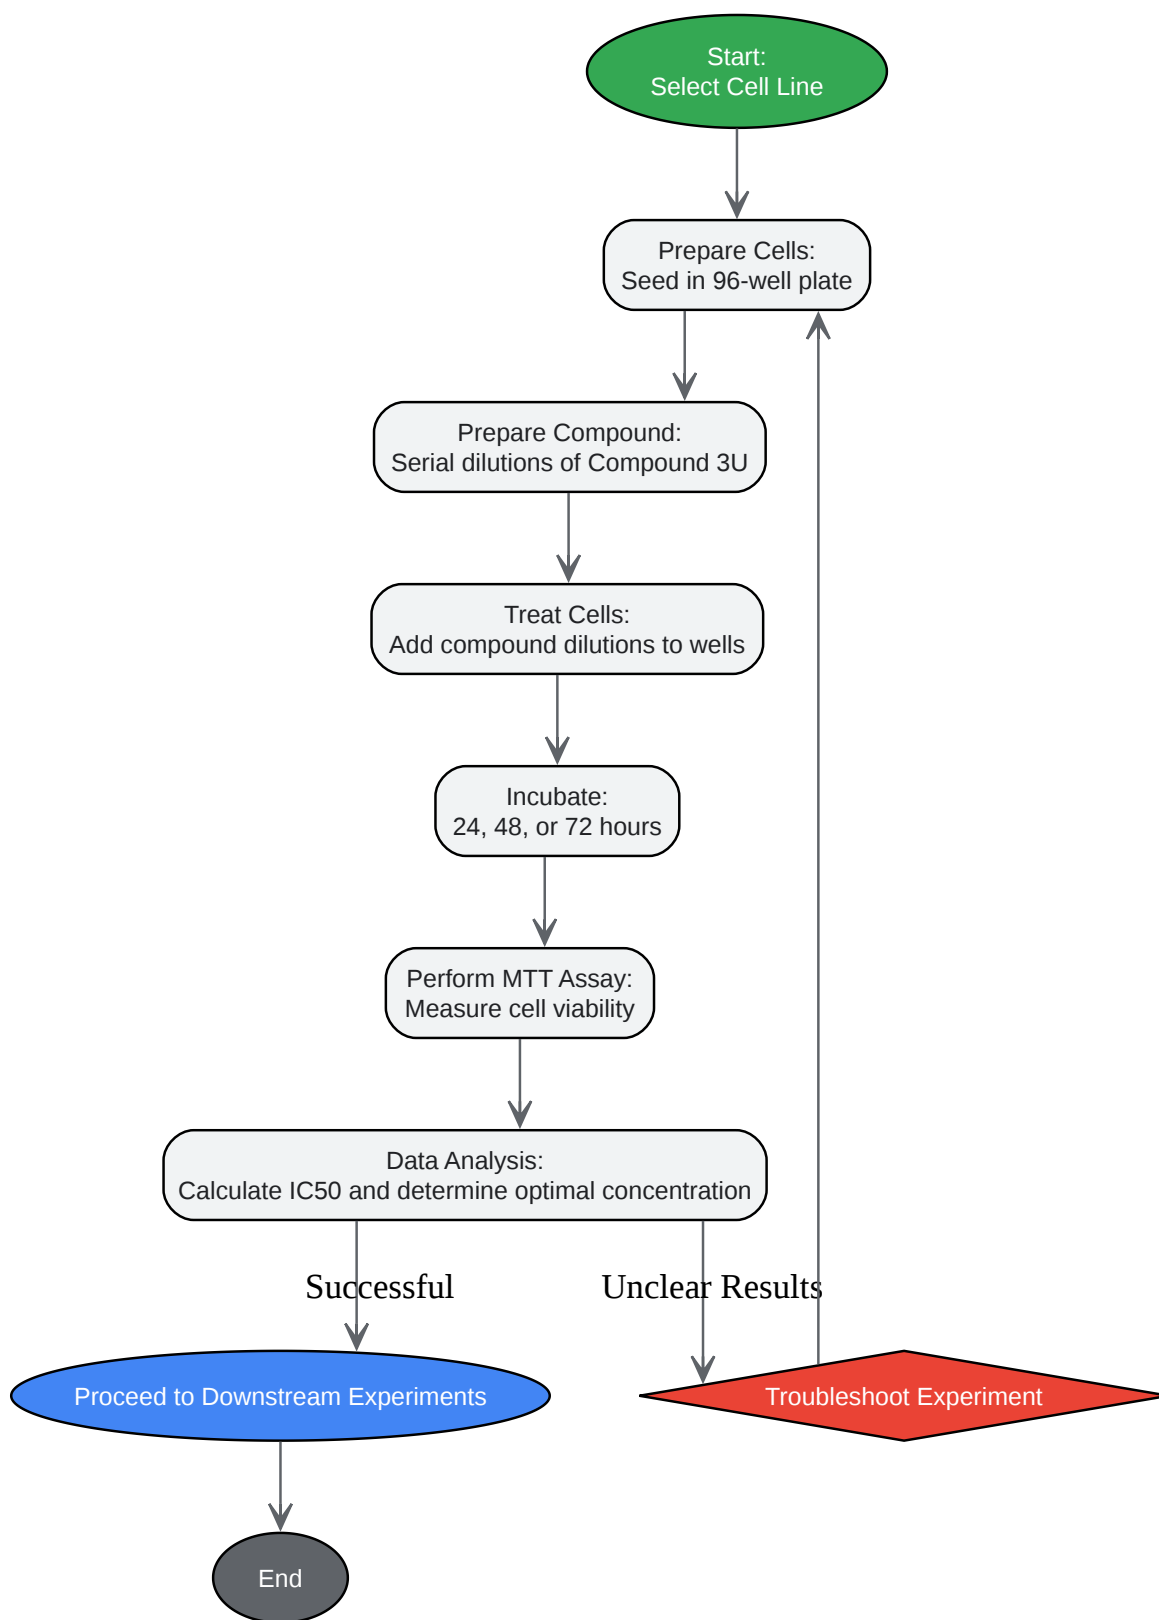 Start:
Select Cell Line
Prepare Cells:
Seed in 96-well plate
Prepare Compound:
Serial dilutions of Compound 3U
Treat Cells:
Add compound dilutions to wells
Incubate:
24, 48, or 72 hours
Perform MTT Assay:
Measure cell viability
Data Analysis:
Calculate IC50 and determine optimal concentration
Successful
Unclear Results
Proceed to Downstream Experiments
Troubleshoot Experiment
End